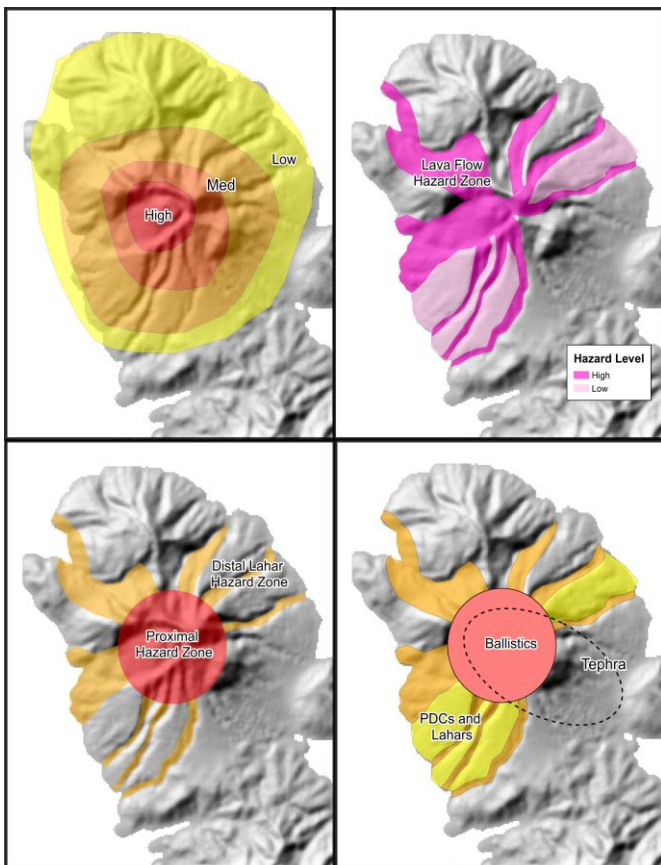 Low
Med
High
Lava Flow
Hazard Zone
Hazard Level
High
Low
Distal Lahar
Hazard Zone
Proximal
Hazard Zone
Ballistics
Tephra
PDCs and
Lahars